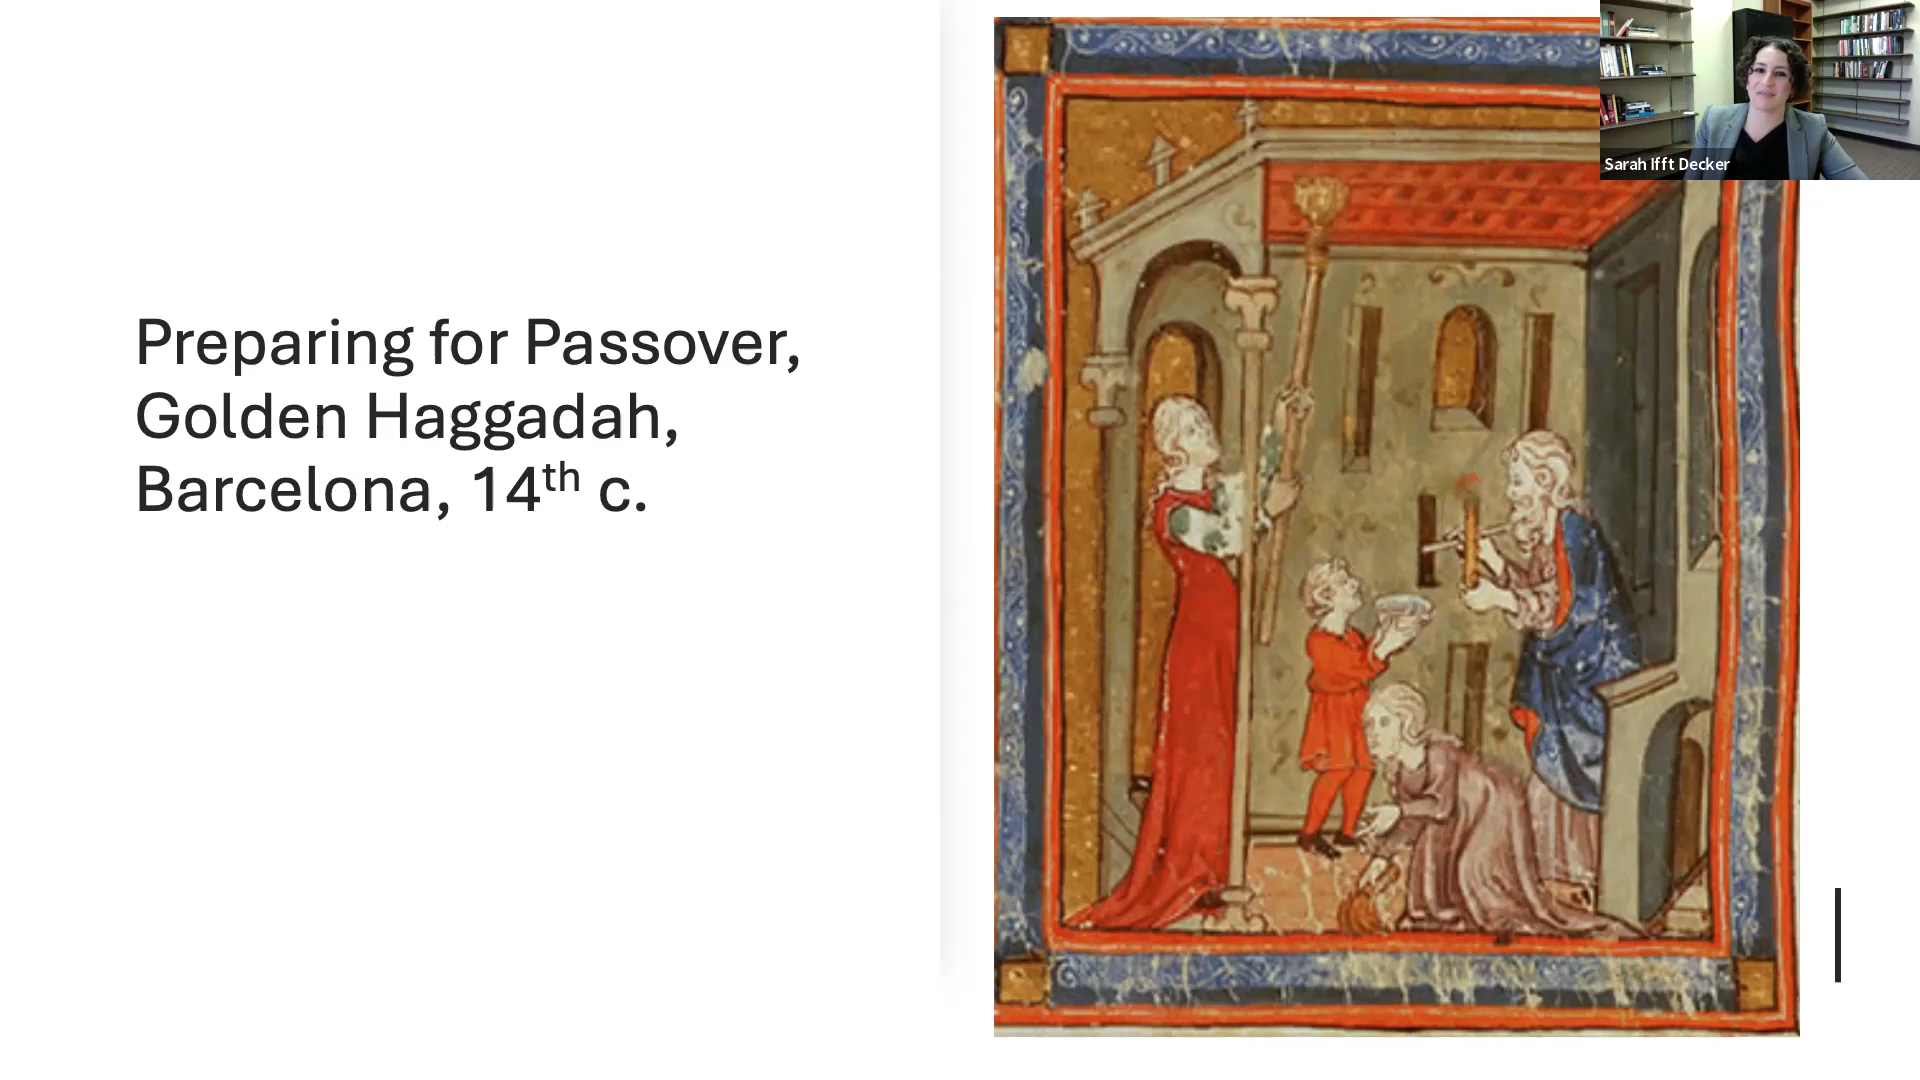 Preparing for Passover,
Golden Haggadah,
Barcelona, 14th c.
Sarah Ifft Decker